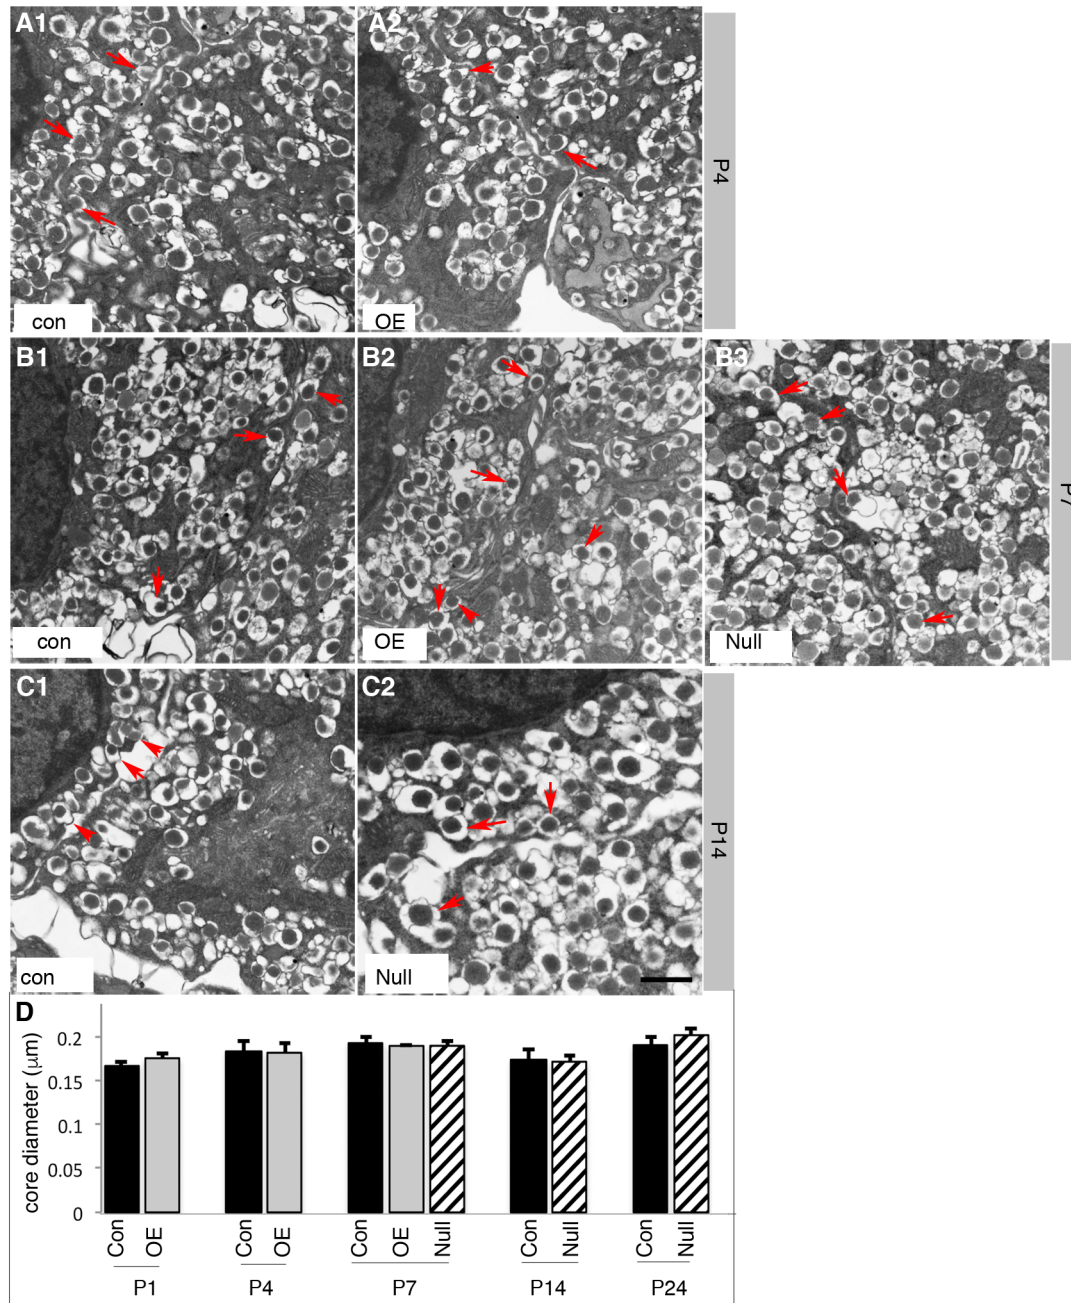 A1
A2
con
OE
P4
B1
B2
B3
con
OE
Null
P7
C1
C2
con
Null
P14
D
core diameter (μm)
0.2
0.15
0.1
0.05
0
Con
OE
Con
OE
Con
OE
Null
Con
Null
Con
Null
P1
P4
P7
P14
P24